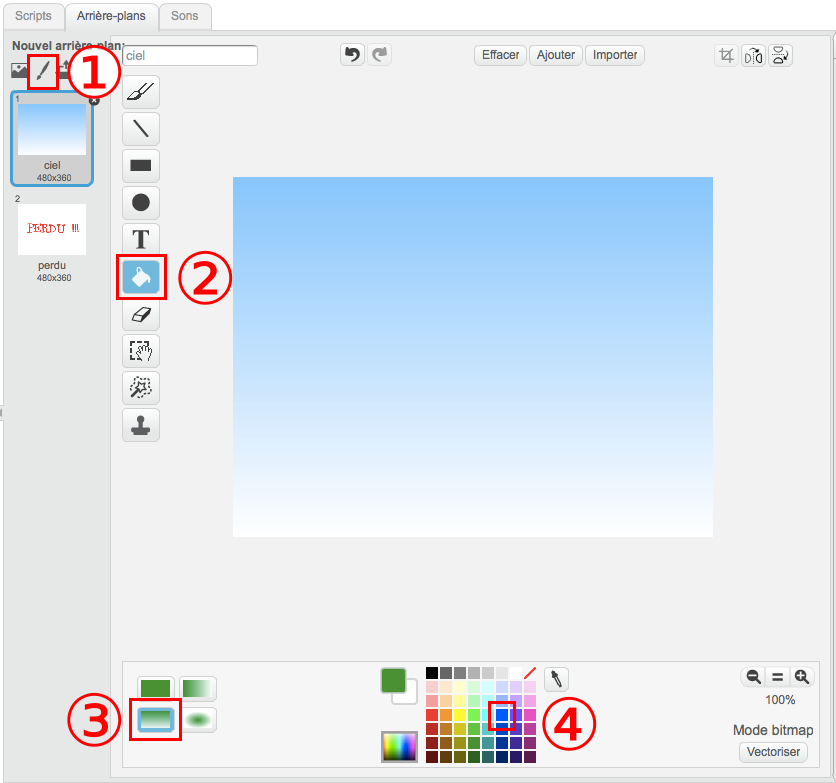 Scripts Arrière-plans Sons
Nouvel arrière-plan:
ciel
Effacer Ajouter Importer
1
1
ciel
480x360
2
PERDU !!!
perdu
480x360
T
2
3
4
100%
Mode bitmap
Vectoriser